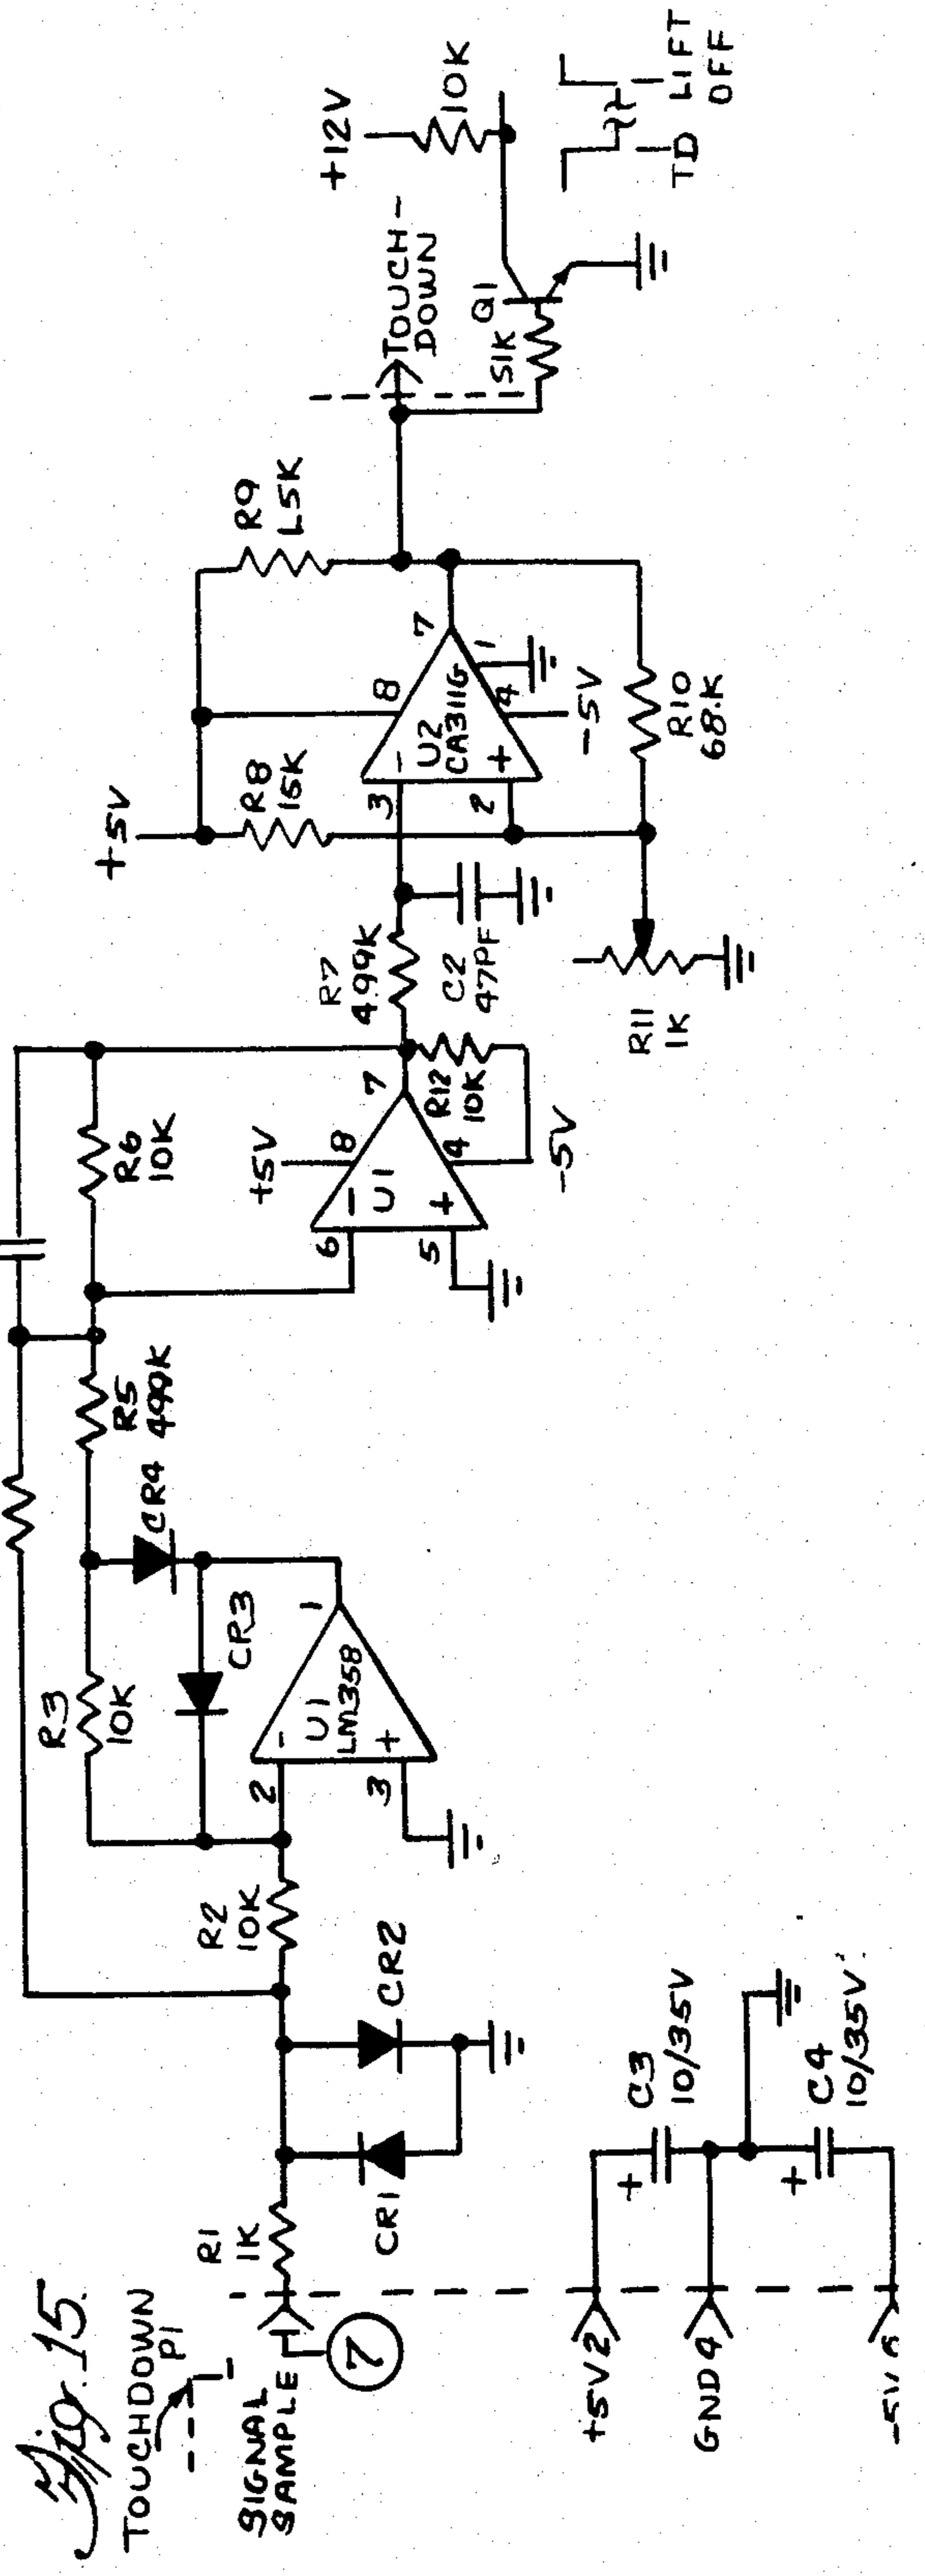 Fig. 15.
TOUCHDOWN
P1
SIGNAL
SAMPLE
7
R1
1K
CR1
CR2
R2
10K
R3
10K
CR3
CR4
2
3
-
+
U1
LM358
1
R5
499K
R6
10K
+5V
8
6
5
-
+
U1
7
4
R12
10K
-5V
R7
4.99K
C2
47PF
+5V
R8
15K
R9
1.5K
3
2
-
+
U2
CA311G
8
7
1
4
-5V
R10
68.K
R11
1K
TOUCH-
DOWN
51K
Q1
+12V
10K
TD
LIFT
OFF
+5V 2
GND 4
-5V
+
C3
10/35V
+
C4
10/35V